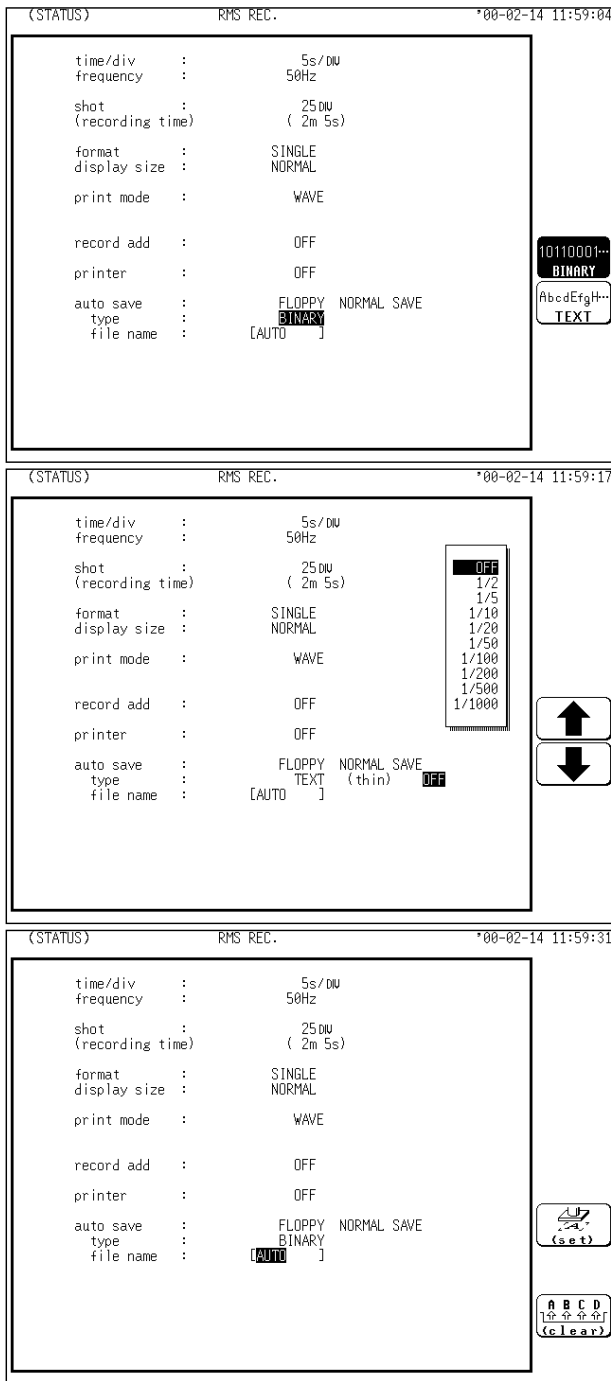 (STATUS) RMS REC. '00-02-14 11:59:04
time/div : 5s/DIV
frequency : 50Hz
shot : 25DIV
(recording time) ( 2m 5s)
format : SINGLE
display size : NORMAL
print mode : WAVE
record add : OFF
printer : OFF
auto save : FLOPPY NORMAL SAVE
type : BINARY
file name : [AUTO ]
10110001…
BINARY
AbcdEfgH…
TEXT
(STATUS) RMS REC. '00-02-14 11:59:17
time/div : 5s/DIV
frequency : 50Hz
shot : 25DIV
(recording time) ( 2m 5s)
format : SINGLE
display size : NORMAL
print mode : WAVE
record add : OFF
printer : OFF
auto save : FLOPPY NORMAL SAVE
type : TEXT (thin) OFF
file name : [AUTO ]
OFF
1/2
1/5
1/10
1/20
1/50
1/100
1/200
1/500
1/1000
(STATUS) RMS REC. '00-02-14 11:59:31
time/div : 5s/DIV
frequency : 50Hz
shot : 25DIV
(recording time) ( 2m 5s)
format : SINGLE
display size : NORMAL
print mode : WAVE
record add : OFF
printer : OFF
auto save : FLOPPY NORMAL SAVE
type : BINARY
file name : [AUTO ]
(set)
A B C D
(clear)